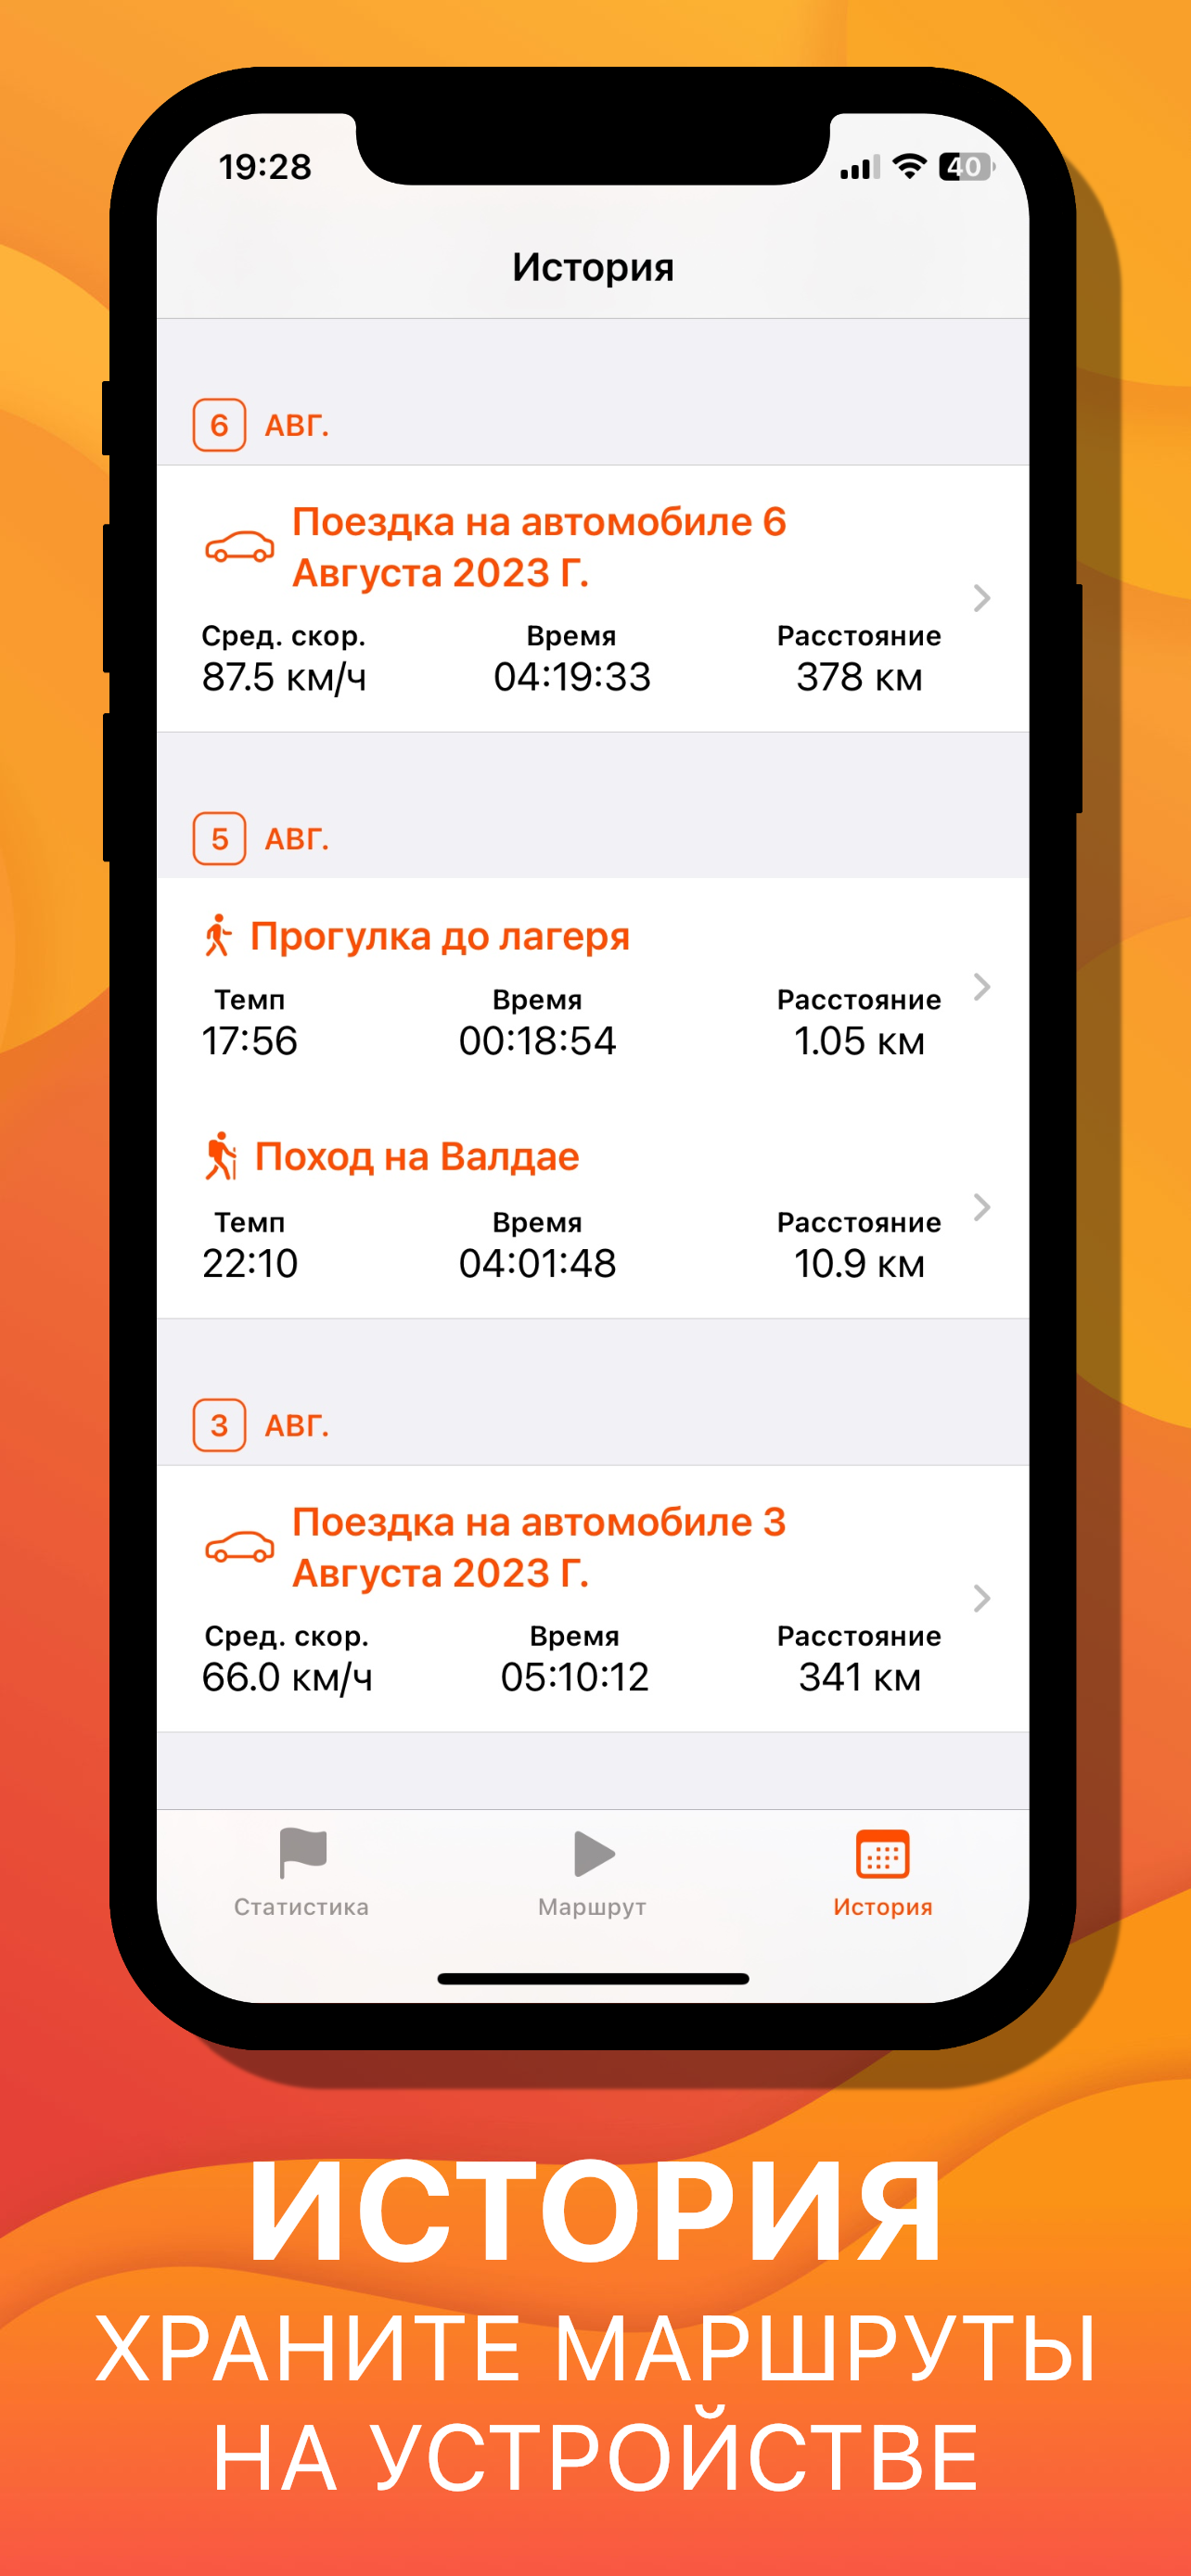 19:28
40
История
6 АВГ.
Поездка на автомобиле 6
Августа 2023 Г.
Сред. скор. Время Расстояние
87.5 км/ч 04:19:33 378 км
5 АВГ.
Прогулка до лагеря
Темп Время Расстояние
17:56 00:18:54 1.05 км
Поход на Валдае
Темп Время Расстояние
22:10 04:01:48 10.9 км
3 АВГ.
Поездка на автомобиле 3
Августа 2023 Г.
Сред. скор. Время Расстояние
66.0 км/ч 05:10:12 341 км
Статистика Маршрут История
ИСТОРИЯ
ХРАНИТЕ МАРШРУТЫ
НА УСТРОЙСТВЕ